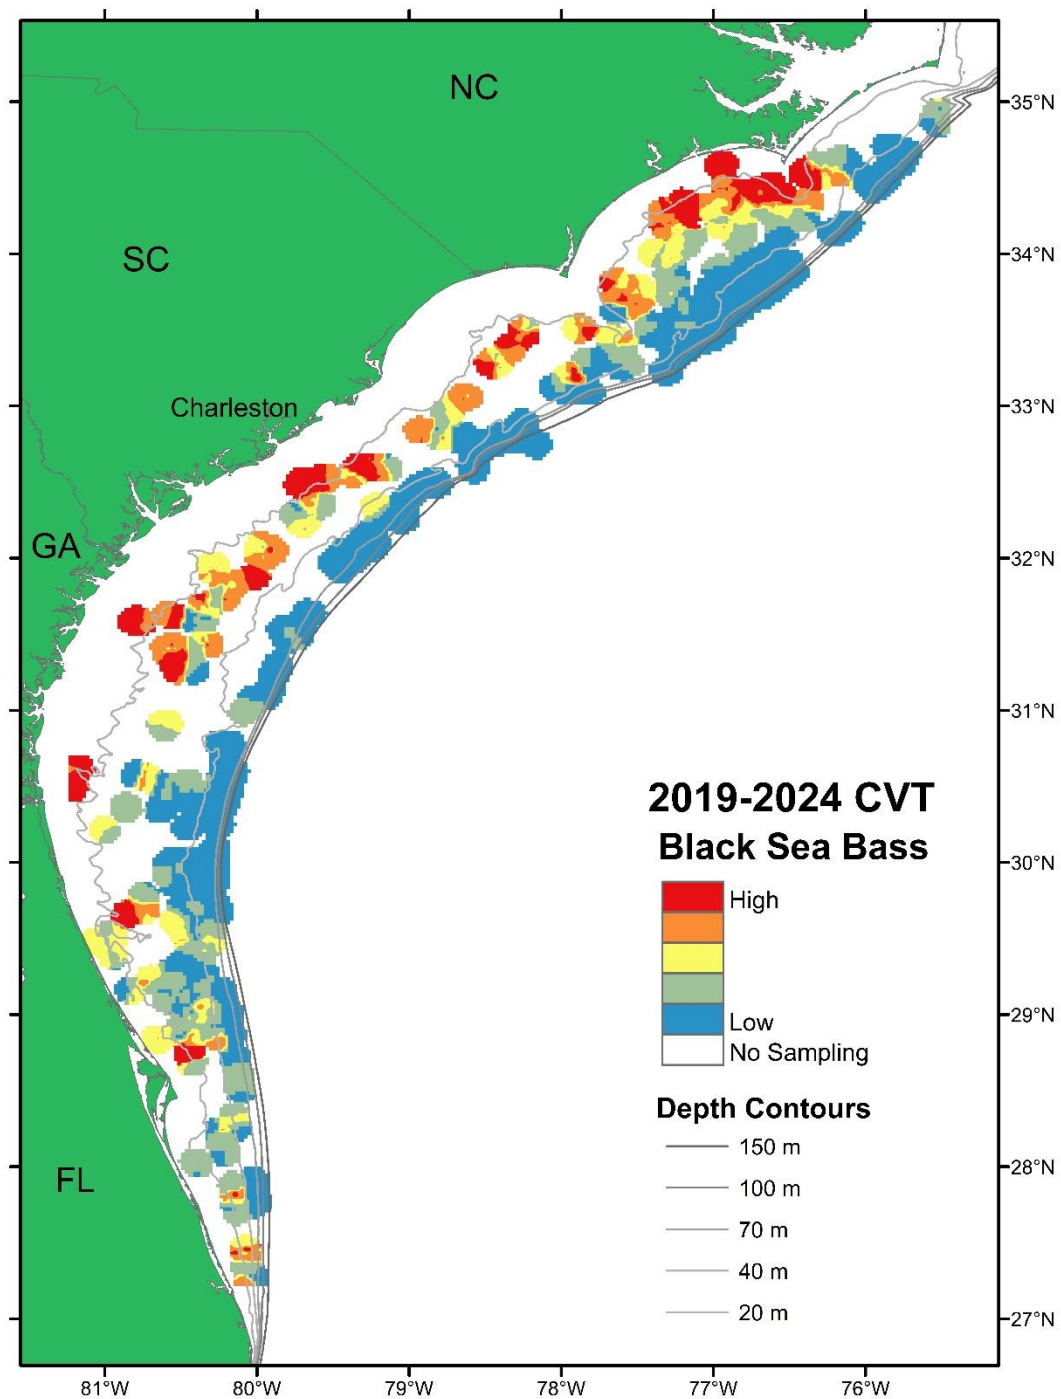 NC
35°N
SC
34°N
Charleston
33°N
GA
32°N
31°N
2019-2024 CVT
Black Sea Bass
High
Low
No Sampling
30°N
29°N
Depth Contours
150 m
100 m
70 m
40 m
20 m
FL
28°N
27°N
81°W
80°W
79°W
78°W
77°W
76°W